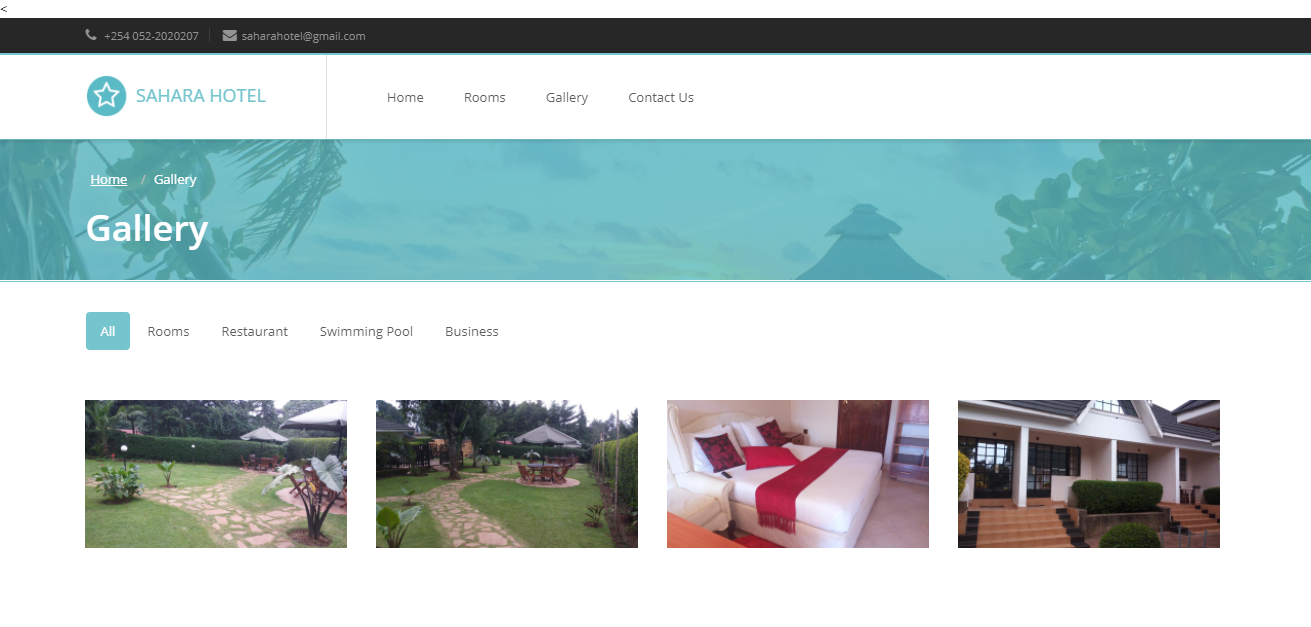 <
+254 052-2020207 saharahotel@gmail.com
SAHARA HOTEL Home Rooms Gallery Contact Us
Home / Gallery
Gallery
All Rooms Restaurant Swimming Pool Business